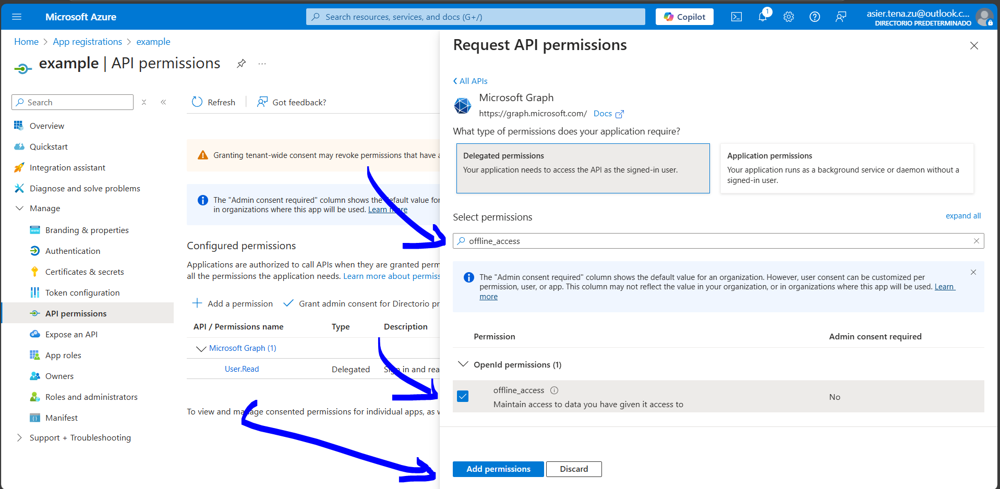 Microsoft Azure
Search resources, services, and docs (G+/)
Copilot
1
asier.tena.zu@outlook.c...
DIRECTORIO PREDETERMINADO
Home > App registrations > example
example | API permissions
Search
Overview
Quickstart
Integration assistant
Diagnose and solve problems
Manage
Branding & properties
Authentication
Certificates & secrets
Token configuration
API permissions
Expose an API
App roles
Owners
Roles and administrators
Manifest
Support + Troubleshooting
Refresh
Got feedback?
Granting tenant-wide consent may revoke permissions that have a
The "Admin consent required" column shows the default value for
in organizations where this app will be used. Learn more
Configured permissions
Applications are authorized to call APIs when they are granted perm
all the permissions the application needs. Learn more about permiss
Add a permission
Grant admin consent for Directorio pr
API / Permissions name Type Description
Microsoft Graph (1)
User.Read Delegated Sign in and rea
To view and manage consented permissions for individual apps, as w
Request API permissions
All APIs
Microsoft Graph
https://graph.microsoft.com/ Docs
What type of permissions does your application require?
Delegated permissions
Your application needs to access the API as the signed-in user.
Application permissions
Your application runs as a background service or daemon without a
signed-in user.
Select permissions
expand all
offline_access
The "Admin consent required" column shows the default value for an organization. However, user consent can be customized per
permission, user, or app. This column may not reflect the value in your organization, or in organizations where this app will be used. Learn
more
Permission Admin consent required
OpenId permissions (1)
offline_access
Maintain access to data you have given it access to
No
Add permissions
Discard